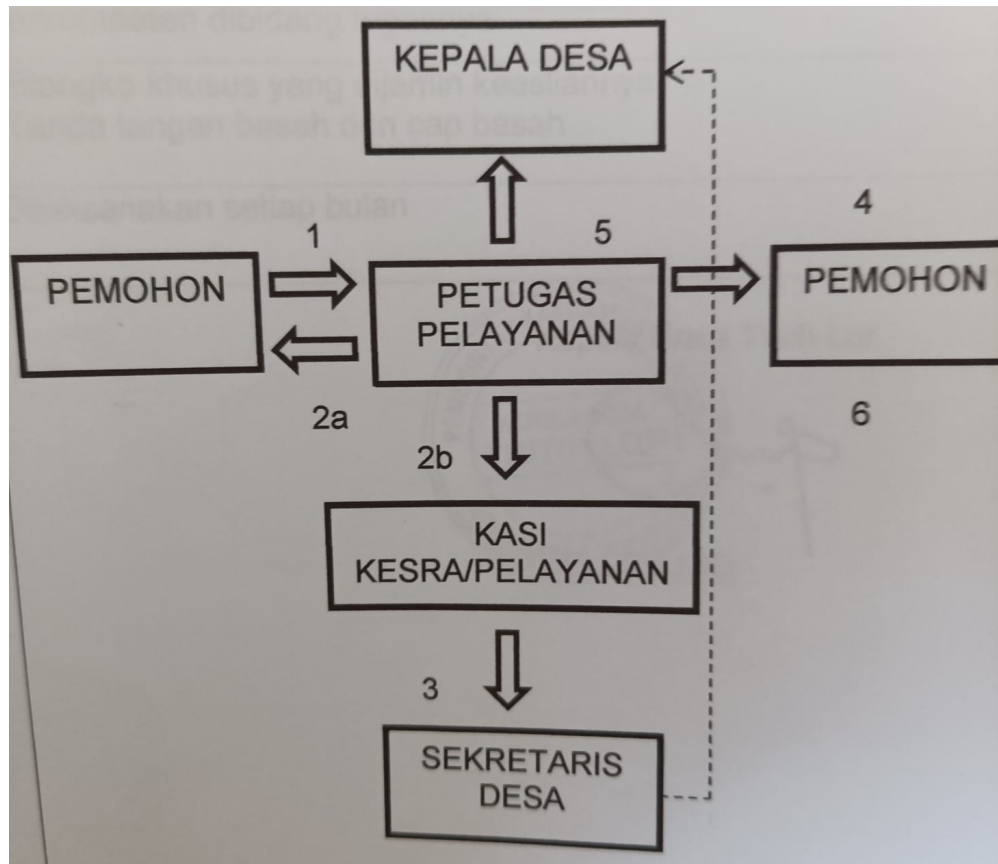 KEPALA DESA
4
1
5
PEMOHON
PETUGAS
PELAYANAN
PEMOHON
2a
6
2b
KASI
KESRA/PELAYANAN
3
SEKRETARIS
DESA